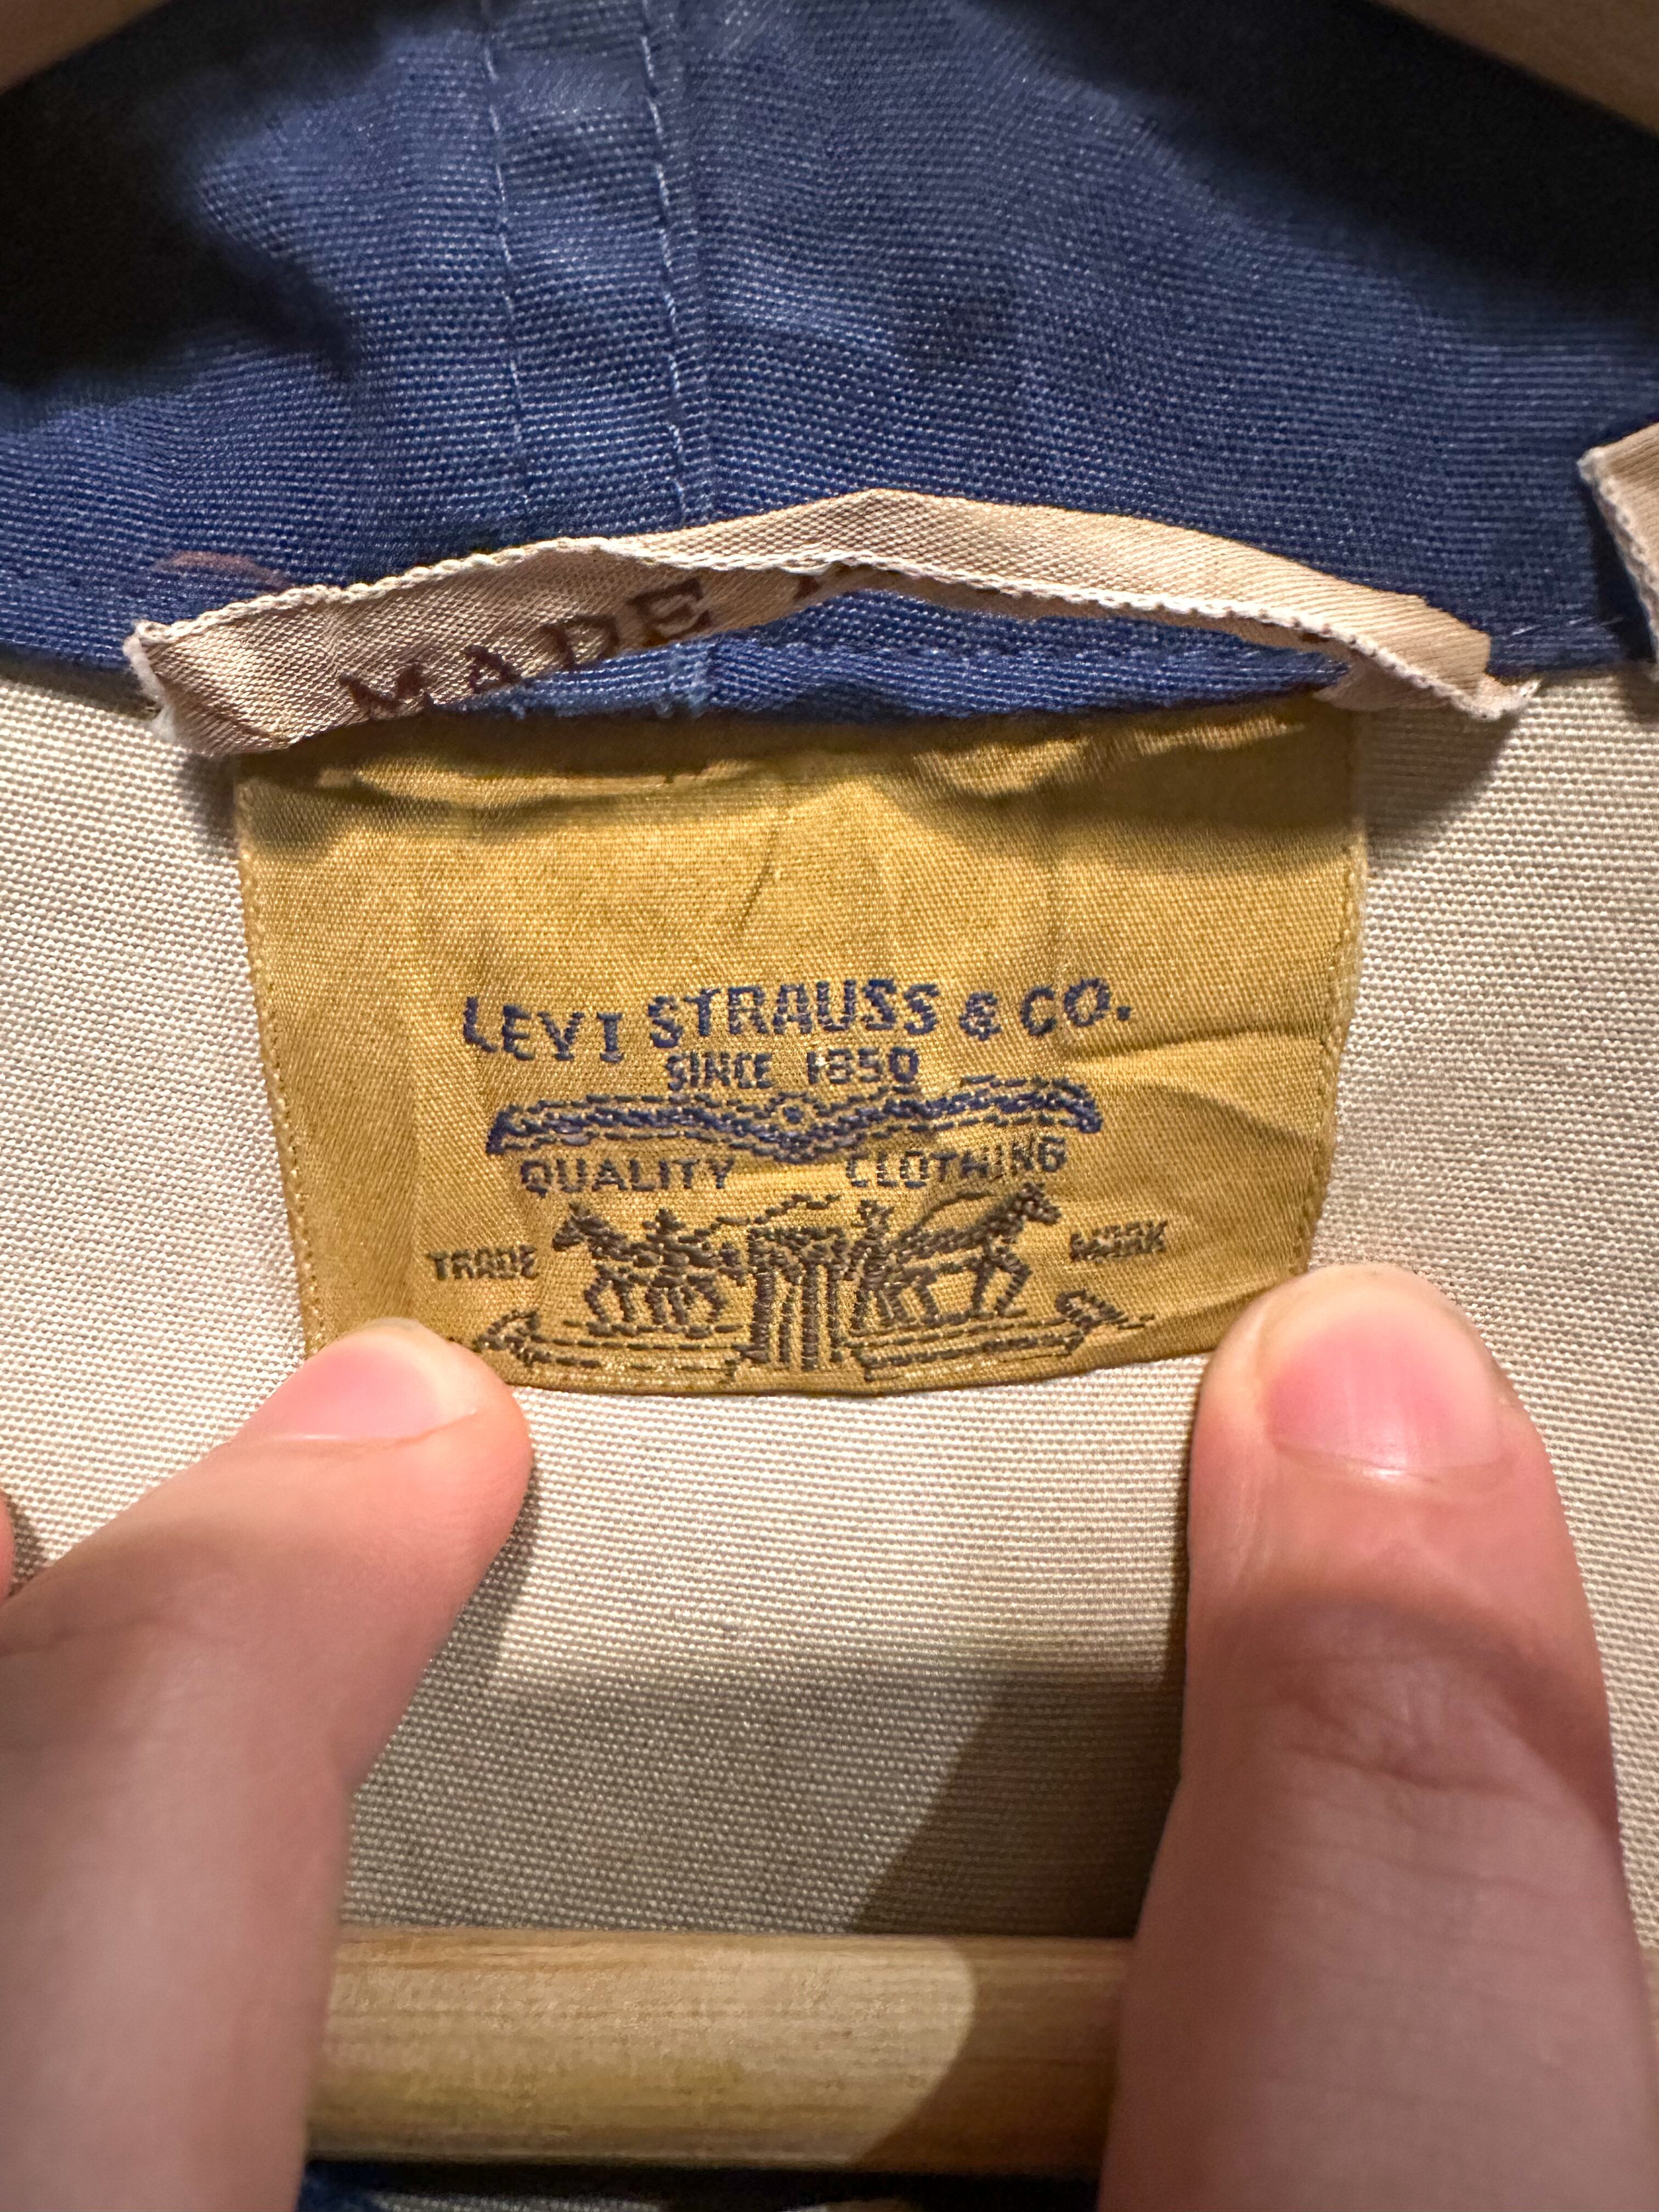 MADE
LEVI STRAUSS & CO.
SINCE 1850
QUALITY CLOTHING
TRADE MARK